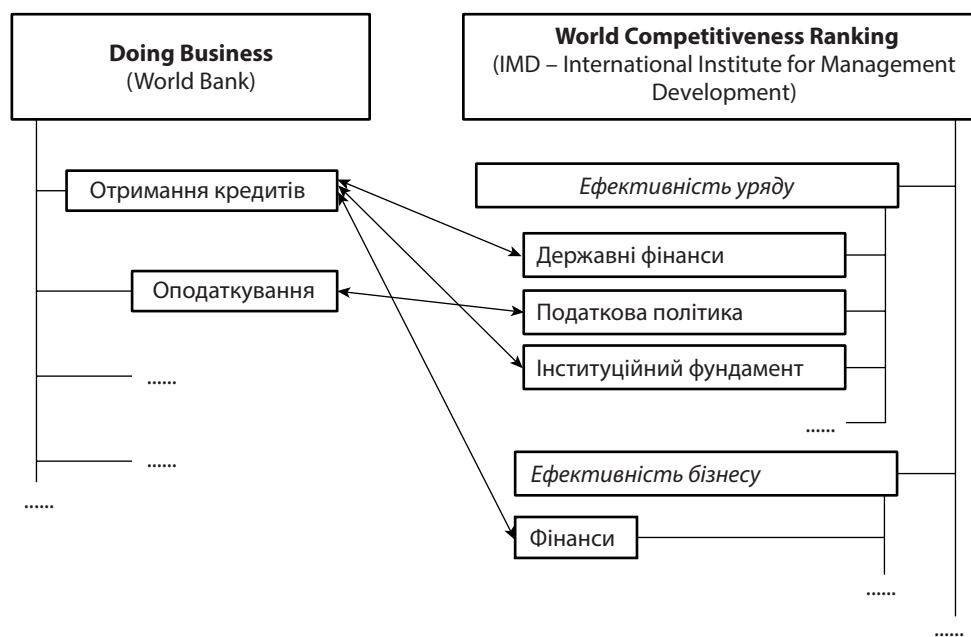 Doing Business
(World Bank)
World Competitiveness Ranking
(IMD – International Institute for Management
Development)
Отримання кредитів
Ефективність уряду
Державні фінанси
Оподаткування
Податкова політика
Інституційний фундамент
......
......
......
Ефективність бізнесу
......
Фінанси
......
......